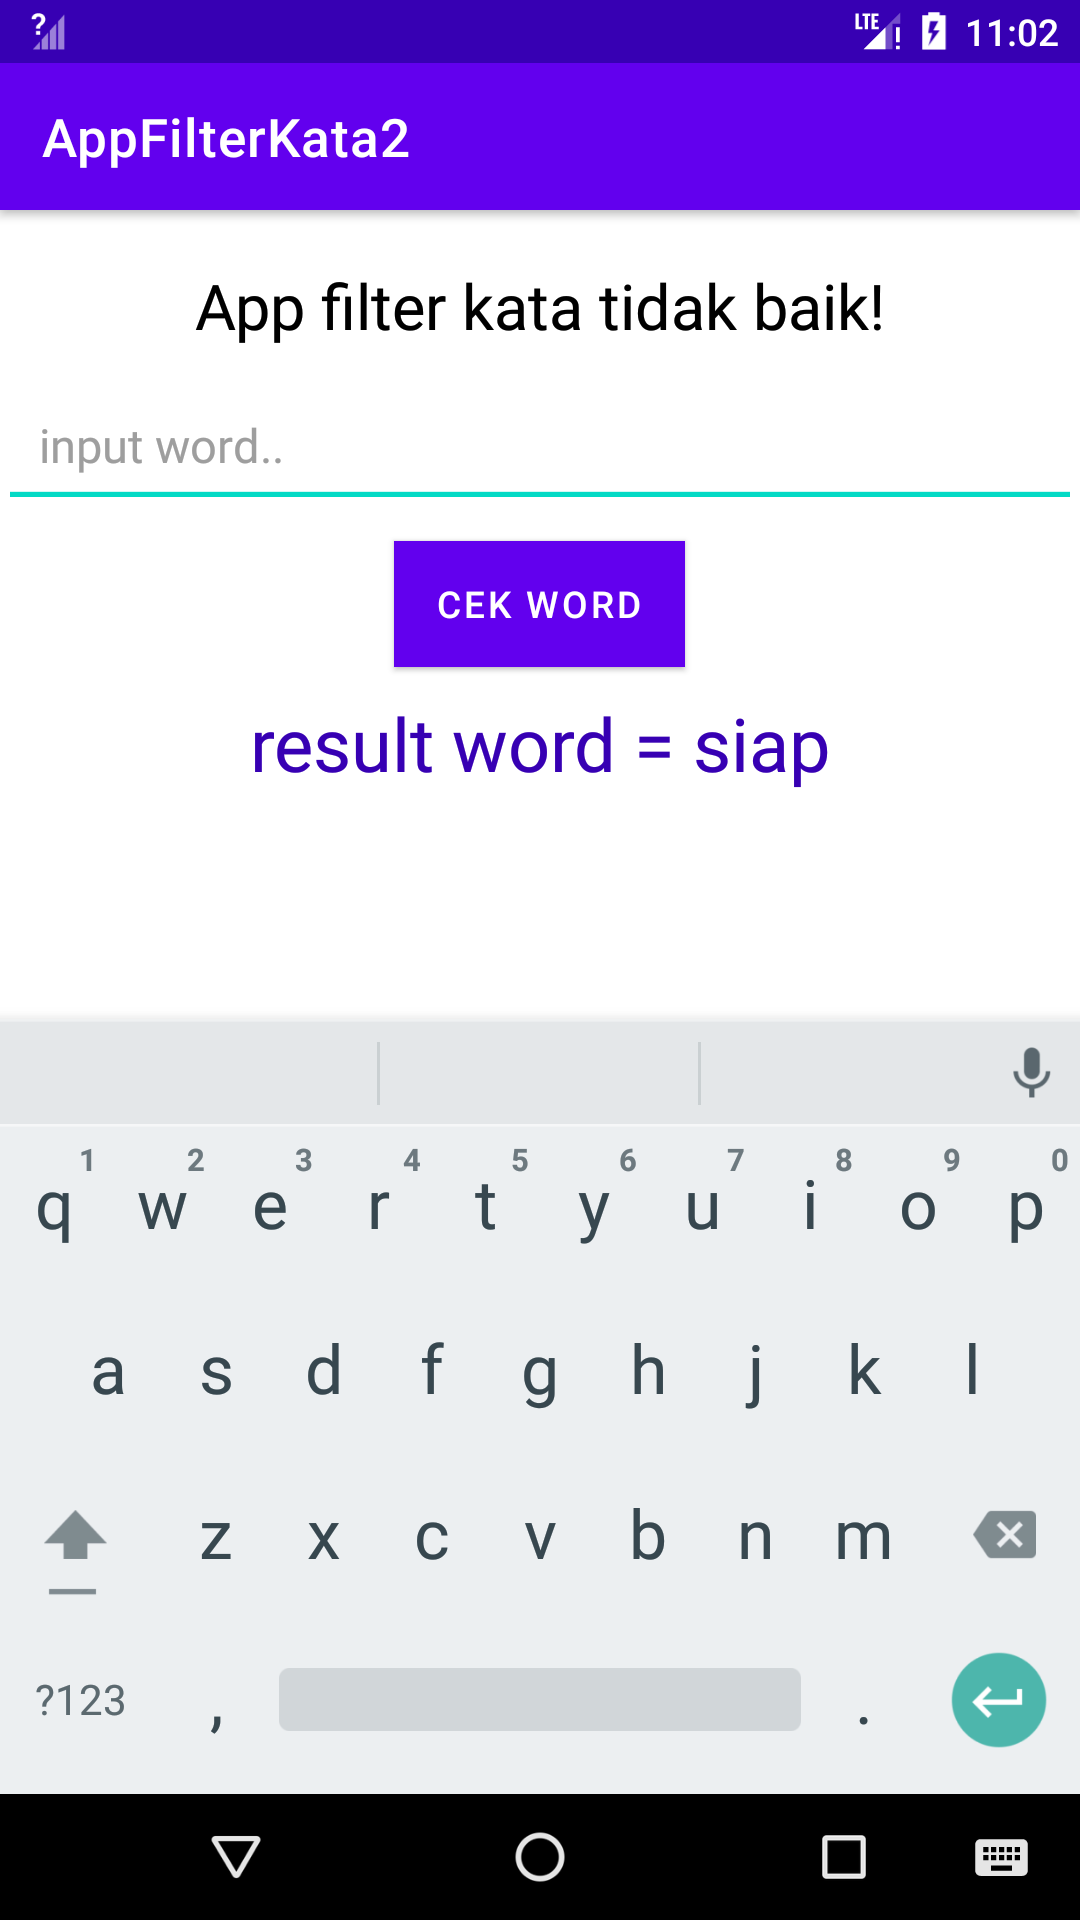 ? LTE ! 11:02
AppFilterKata2
App filter kata tidak baik!
input word..
CEK WORD
result word = siap
1 2 3 4 5 6 7 8 9 0
q w e r t y u i o p
a s d f g h j k l
z x c v b n m
?123 , .